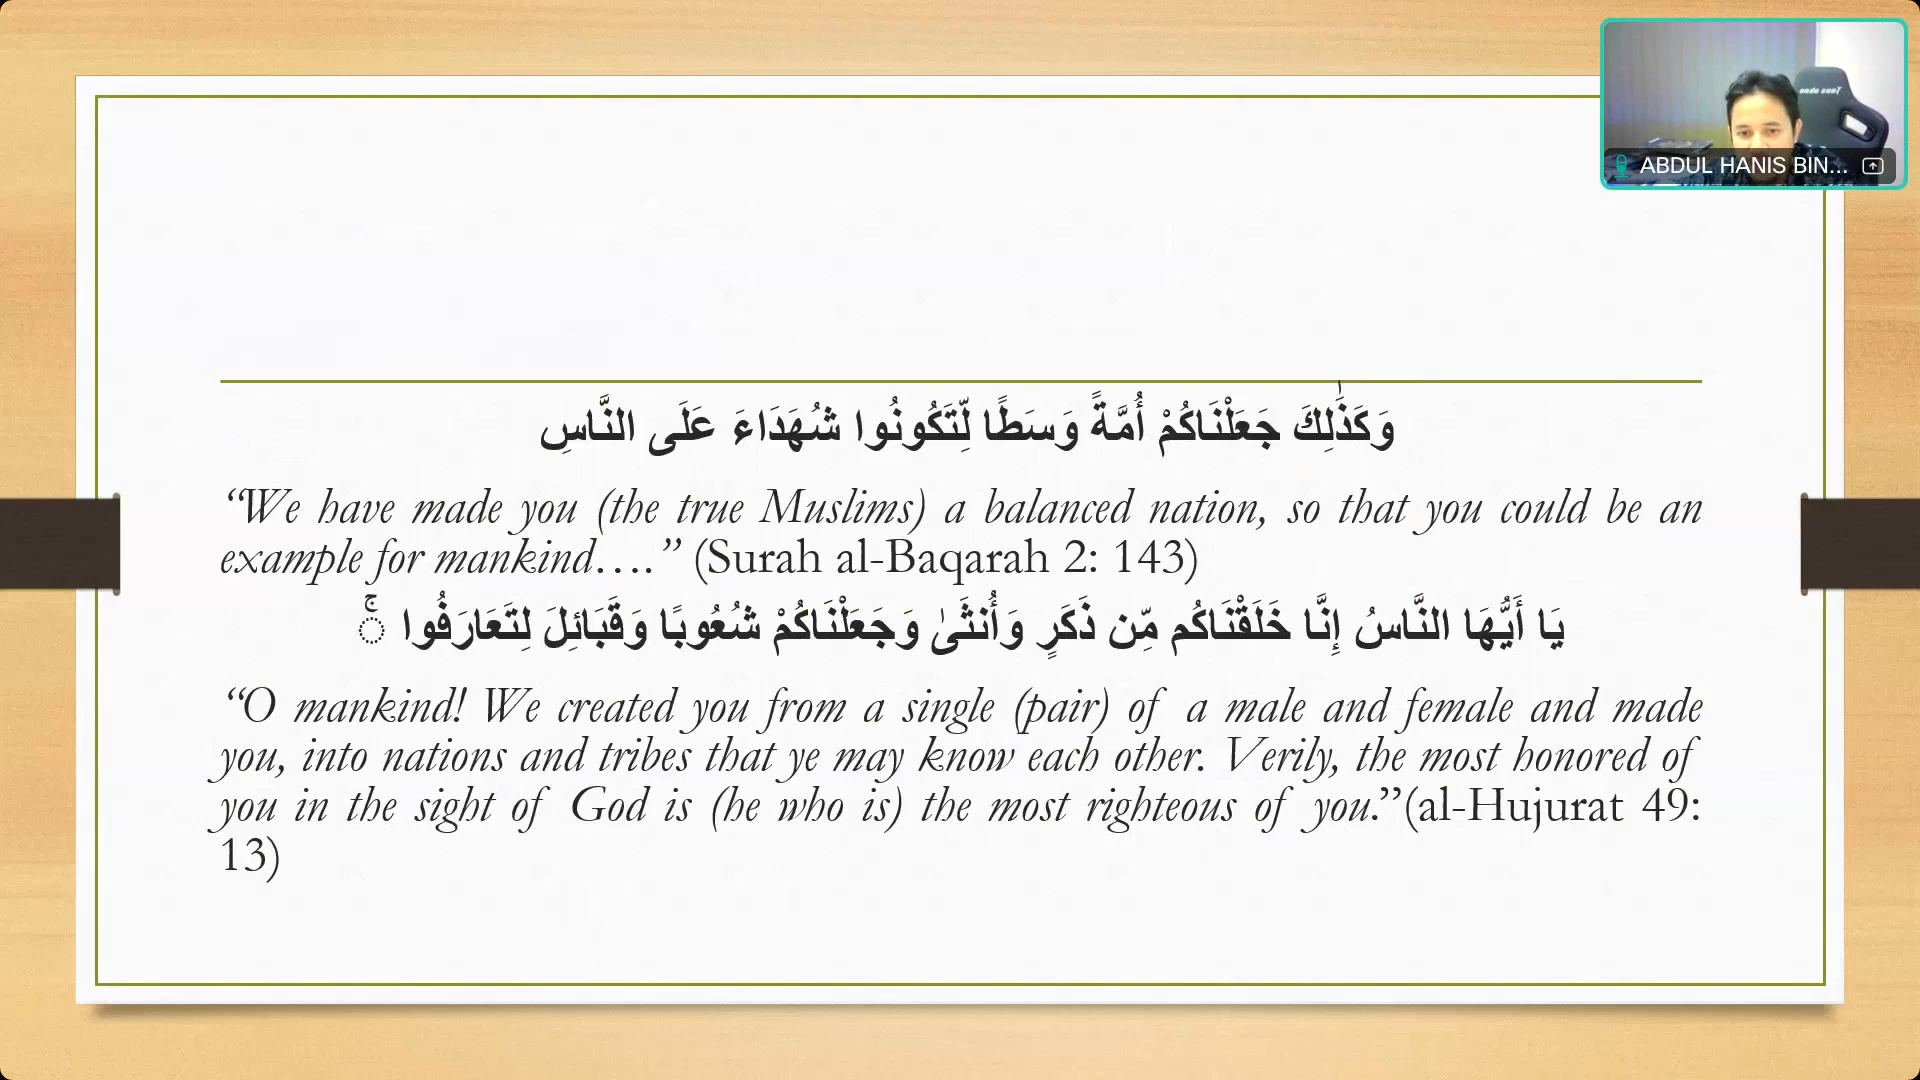 ABDUL HANIS BIN...
وَكَذَٰلِكَ جَعَلْنَاكُمْ أُمَّةً وَسَطًا لِّتَكُونُوا شُهَدَاءَ عَلَى النَّاسِ
“We have made you (the true Muslims) a balanced nation, so that you could be an
example for mankind….” (Surah al-Baqarah 2: 143)
يَا أَيُّهَا النَّاسُ إِنَّا خَلَقْنَاكُم مِّن ذَكَرٍ وَأُنثَىٰ وَجَعَلْنَاكُمْ شُعُوبًا وَقَبَائِلَ لِتَعَارَفُوا ۚ
“O mankind! We created you from a single (pair) of a male and female and made
you, into nations and tribes that ye may know each other. Verily, the most honored of
you in the sight of God is (he who is) the most righteous of you.”(al-Hujurat 49:
13)